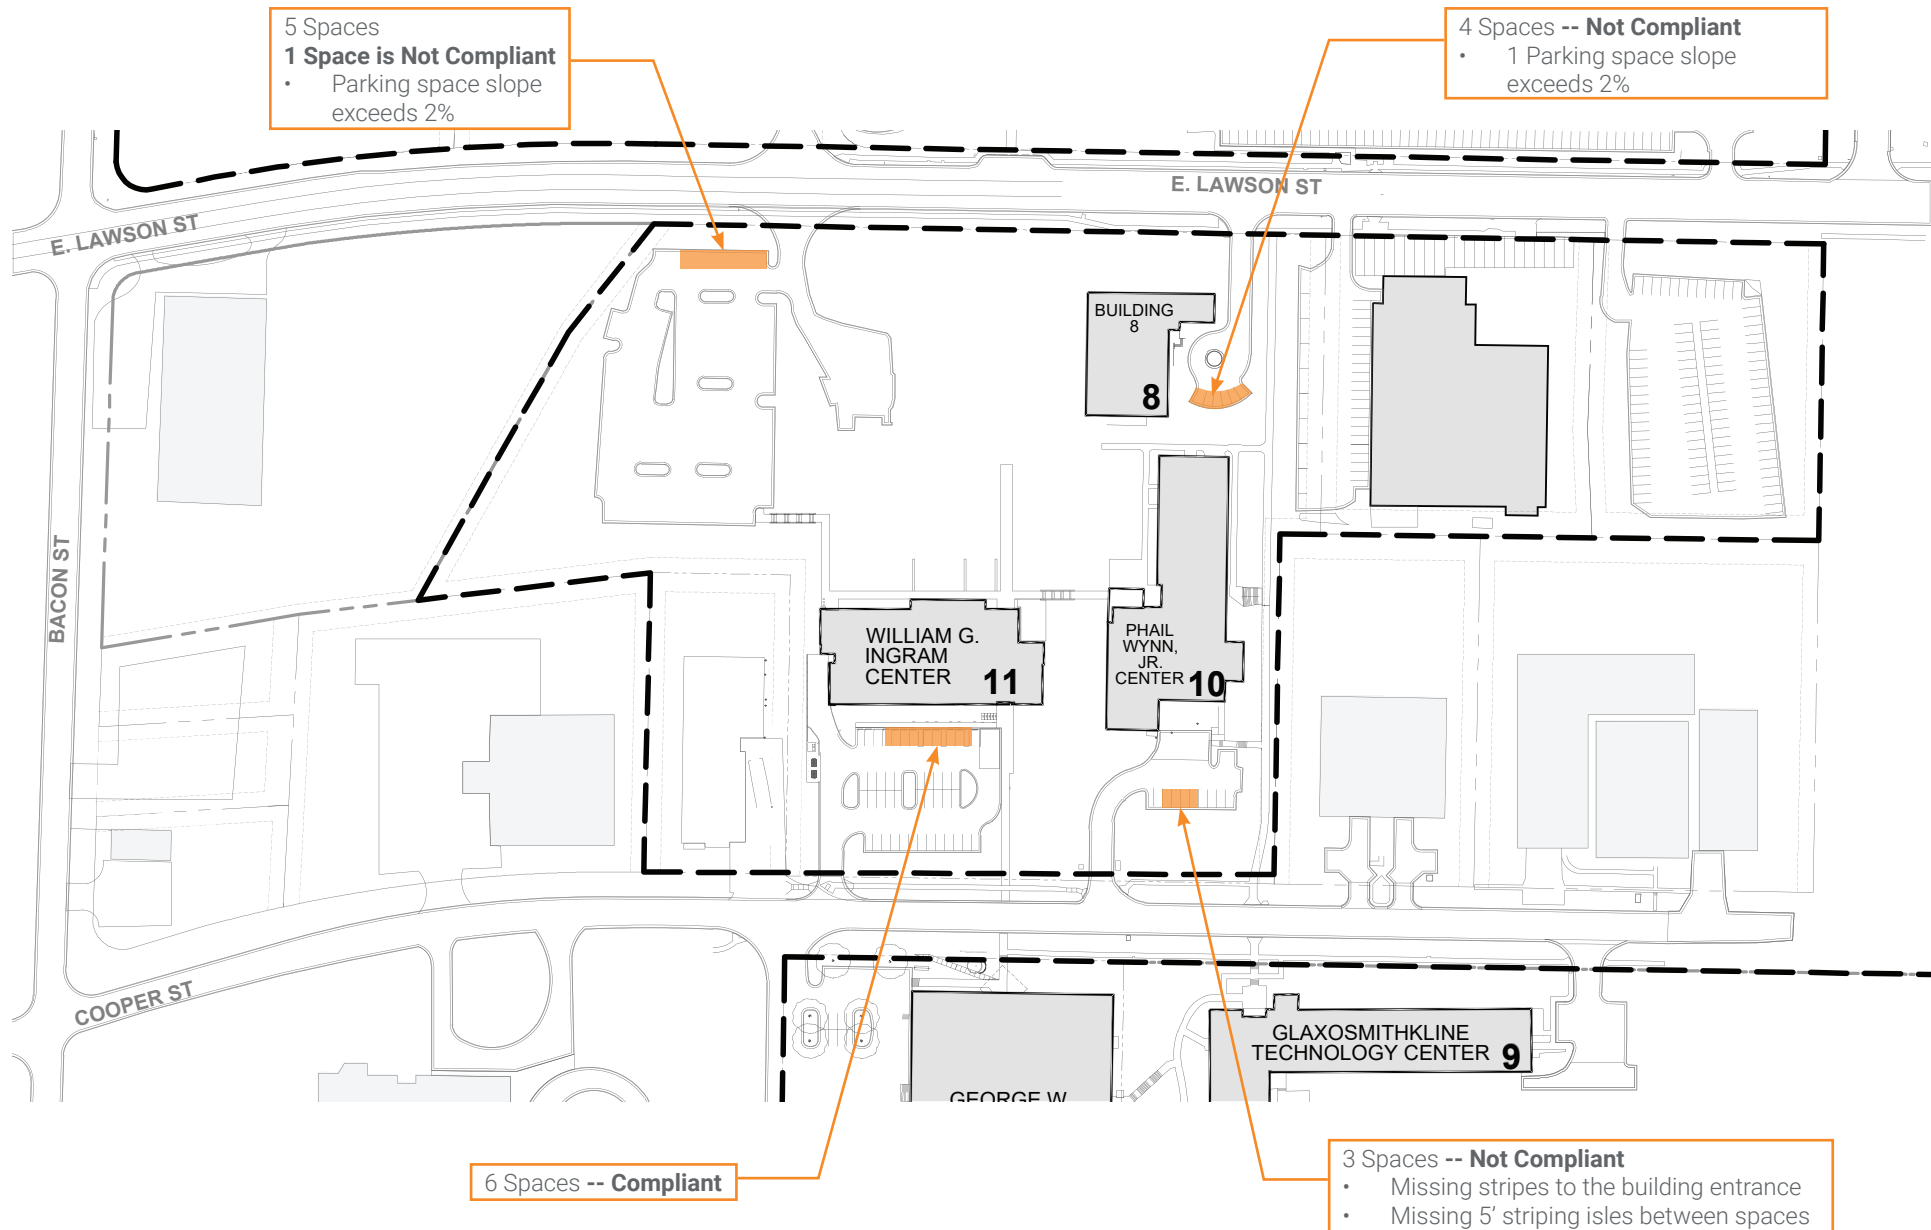 5 Spaces
1 Space is Not Compliant
• Parking space slope
exceeds 2%
4 Spaces -- Not Compliant
• 1 Parking space slope
exceeds 2%
E. LAWSON ST
E. LAWSON ST
BUILDING
8
8
BACON ST
WILLIAM G.
INGRAM
CENTER 11
PHAIL
WYNN,
JR.
CENTER 10
COOPER ST
GLAXOSMITHKLINE
TECHNOLOGY CENTER 9
GEORGE W.
6 Spaces -- Compliant
3 Spaces -- Not Compliant
• Missing stripes to the building entrance
• Missing 5' striping isles between spaces